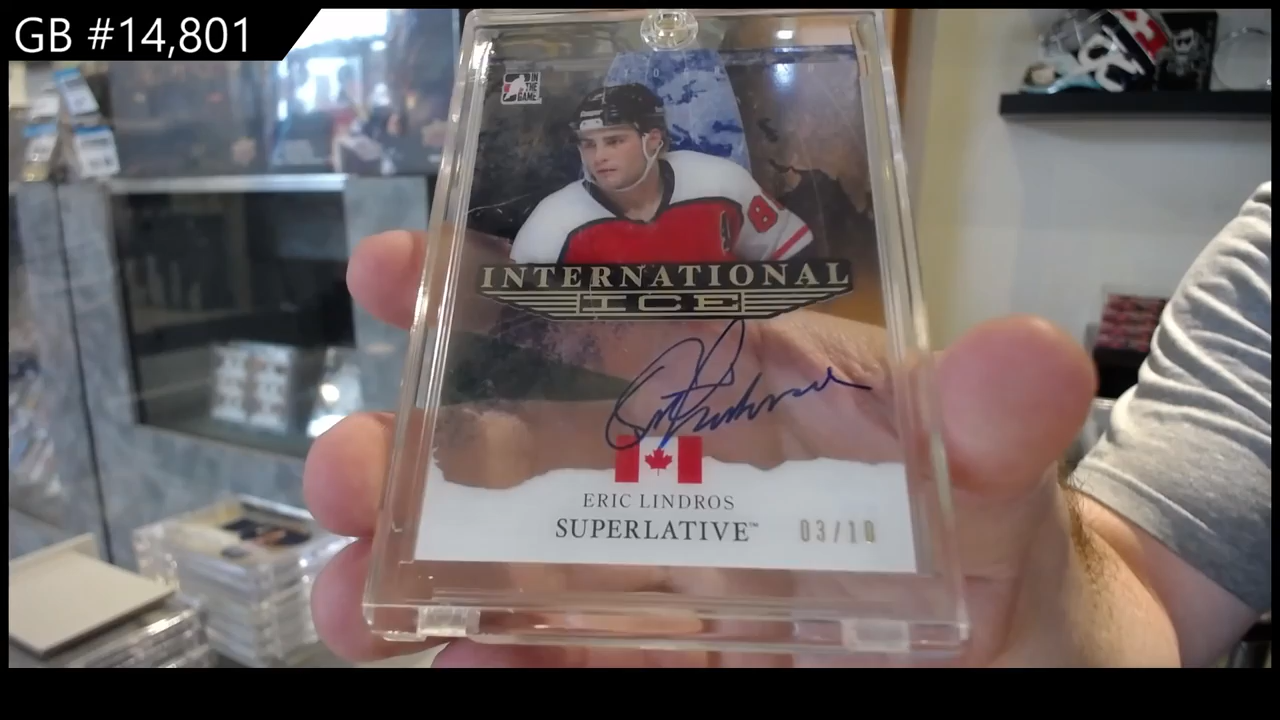 GB #14,801
IN
THE
GAME
INTERNATIONAL
ICE
ERIC LINDROS
SUPERLATIVE™
03/10